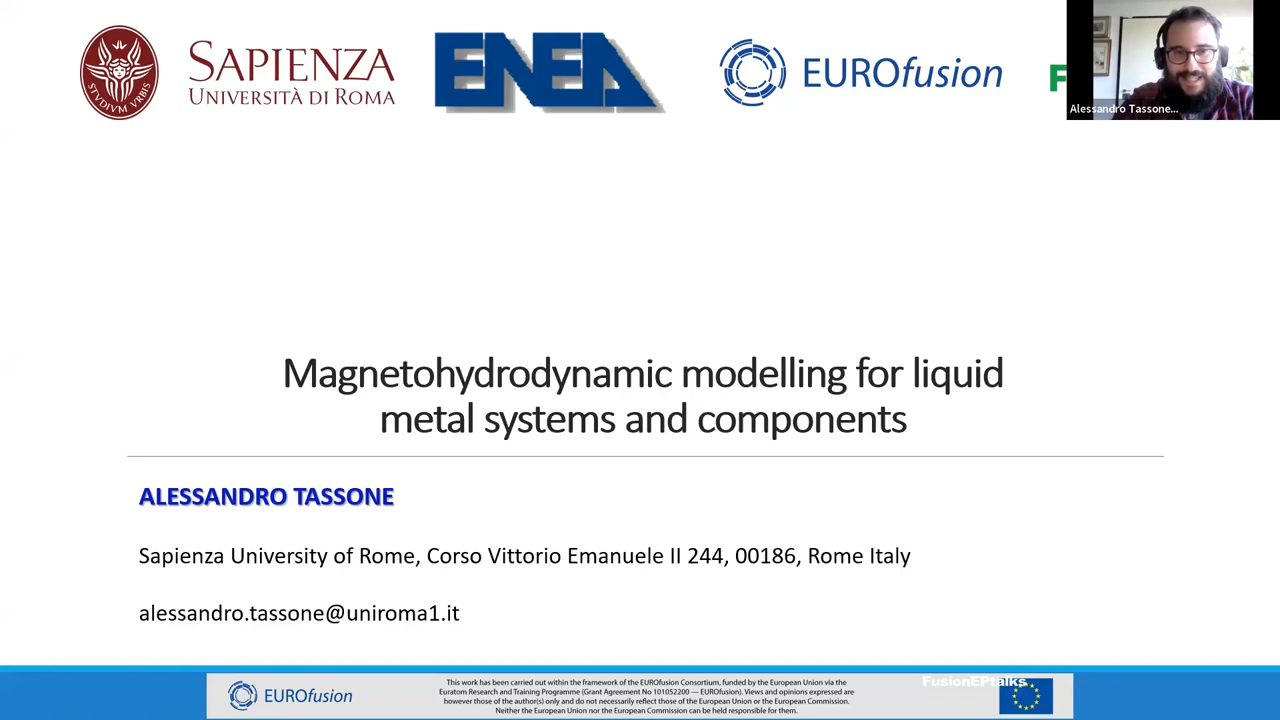 SAPIENZA
UNIVERSITÀ DI ROMA
STVDIVM VRBIS
ENEA
EUROfusion
F
Alessandro Tassone...
Magnetohydrodynamic modelling for liquid
metal systems and components
ALESSANDRO TASSONE
Sapienza University of Rome, Corso Vittorio Emanuele II 244, 00186, Rome Italy
alessandro.tassone@uniroma1.it
EUROfusion
This work has been carried out within the framework of the EUROfusion Consortium, funded by the European Union via the
Euratom Research and Training Programme (Grant Agreement No 101052200 — EUROfusion). Views and opinions expressed are
however those of the author(s) only and do not necessarily reflect those of the European Union or the European Commission.
Neither the European Union nor the European Commission can be held responsible for them.
FusionEPtalks